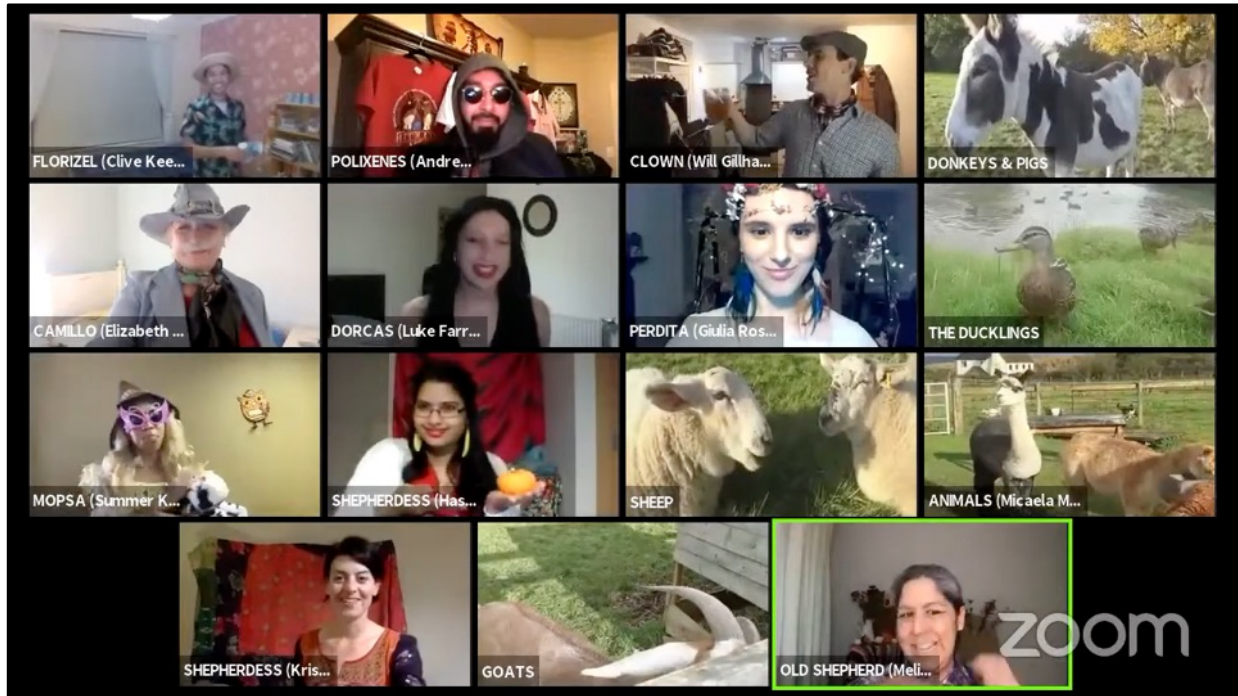 FLORIZEL (Clive Kee...
POLIXENES (Andre...
CLOWN (Will Gillha...
DONKEYS & PIGS
CAMILLO (Elizabeth ...
DORCAS (Luke Farr...
PERDITA (Giulia Ros...
THE DUCKLINGS
MOPSA (Summer K...
SHEPHERDESS (Has...
SHEEP
ANIMALS (Micaela M...
SHEPHERDESS (Kris...
GOATS
OLD SHEPHERD (Meli...
zoom